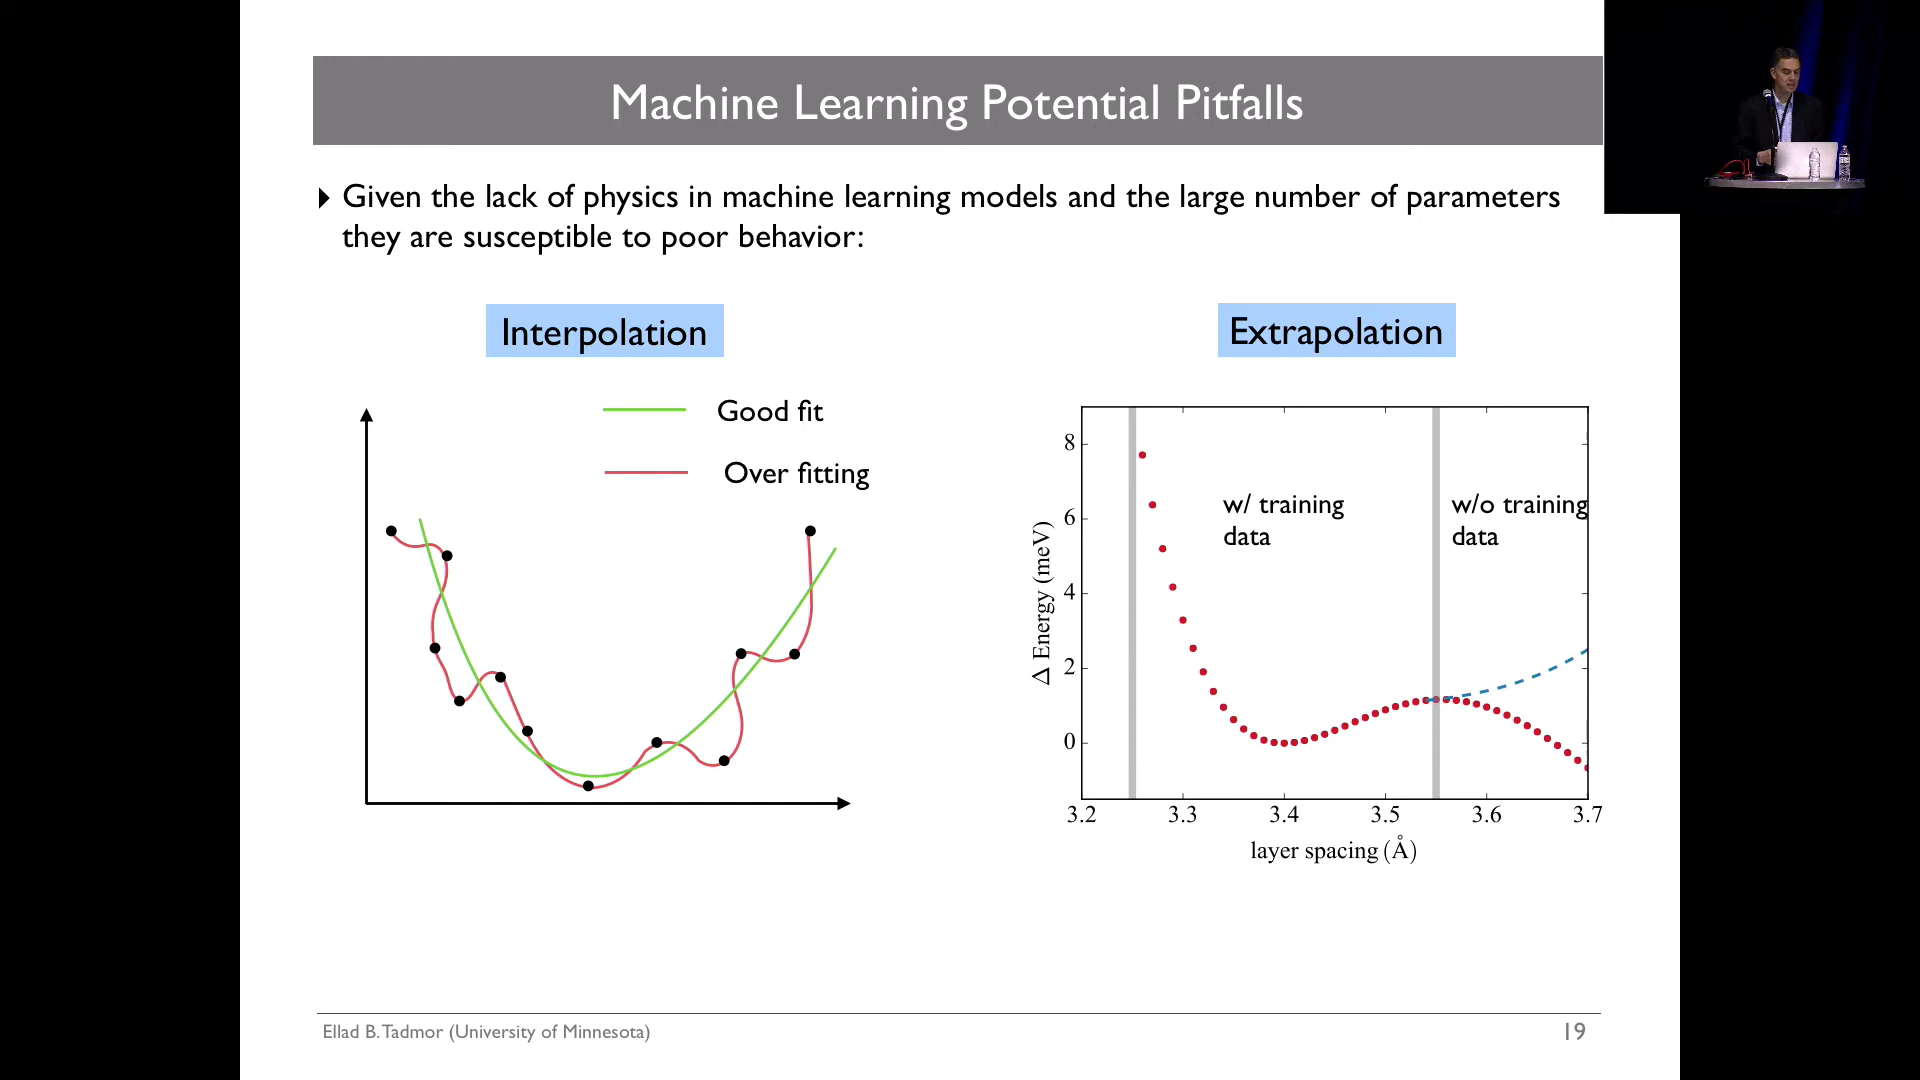 Machine Learning Potential Pitfalls
Given the lack of physics in machine learning models and the large number of parameters
they are susceptible to poor behavior:
Interpolation
Good fit
Over fitting
Extrapolation
w/ training
data
w/o training
data
Δ Energy (meV)
8
6
4
2
0
3.2 3.3 3.4 3.5 3.6 3.7
layer spacing (Å)
Ellad B. Tadmor (University of Minnesota)
19